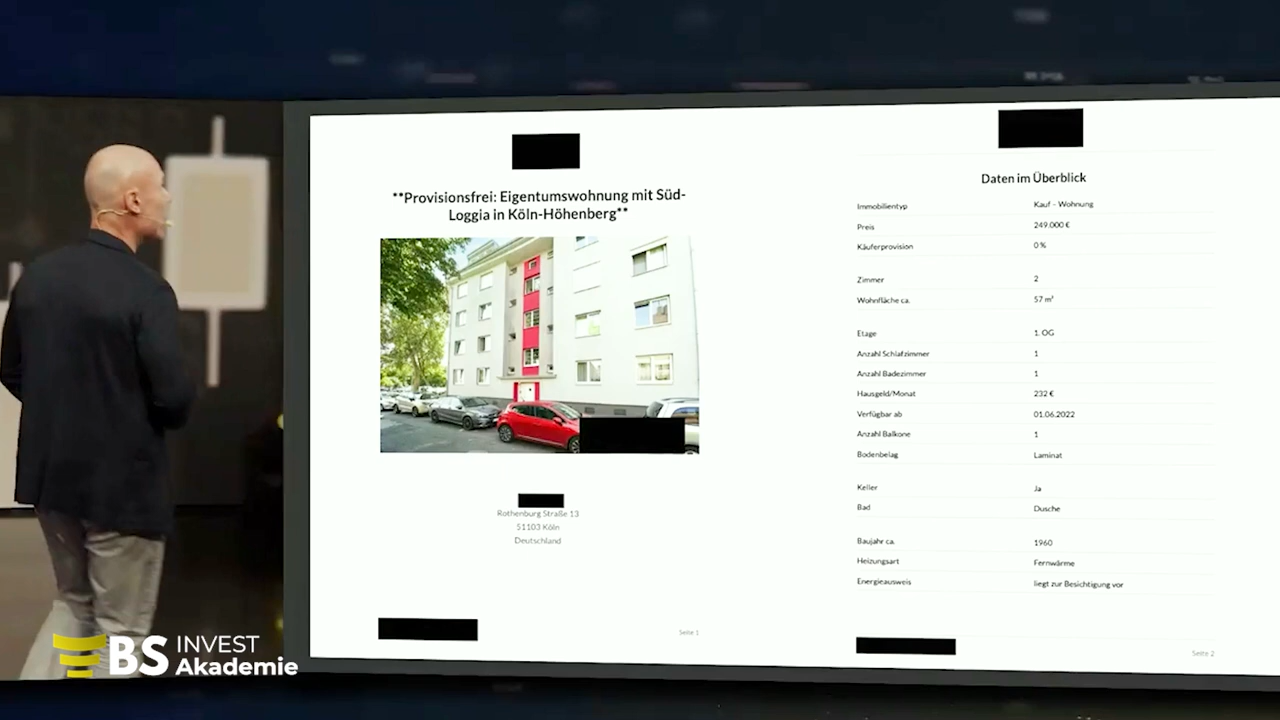 **Provisionsfrei: Eigentumswohnung mit Süd-
Loggia in Köln-Höhenberg**
Rothenburg Straße 13
51103 Köln
Deutschland
Seite 1
Daten im Überblick
Immobilientyp Kauf - Wohnung
Preis 249.000 €
Käuferprovision 0 %
Zimmer 2
Wohnfläche ca. 57 m²
Etage 1. OG
Anzahl Schlafzimmer 1
Anzahl Badezimmer 1
Hausgeld/Monat 232 €
Verfügbar ab 01.06.2022
Anzahl Balkone 1
Bodenbelag Laminat
Keller Ja
Bad Dusche
Baujahr ca. 1960
Heizungsart Fernwärme
Energieausweis liegt zur Besichtigung vor
Seite 2
BS INVEST
Akademie